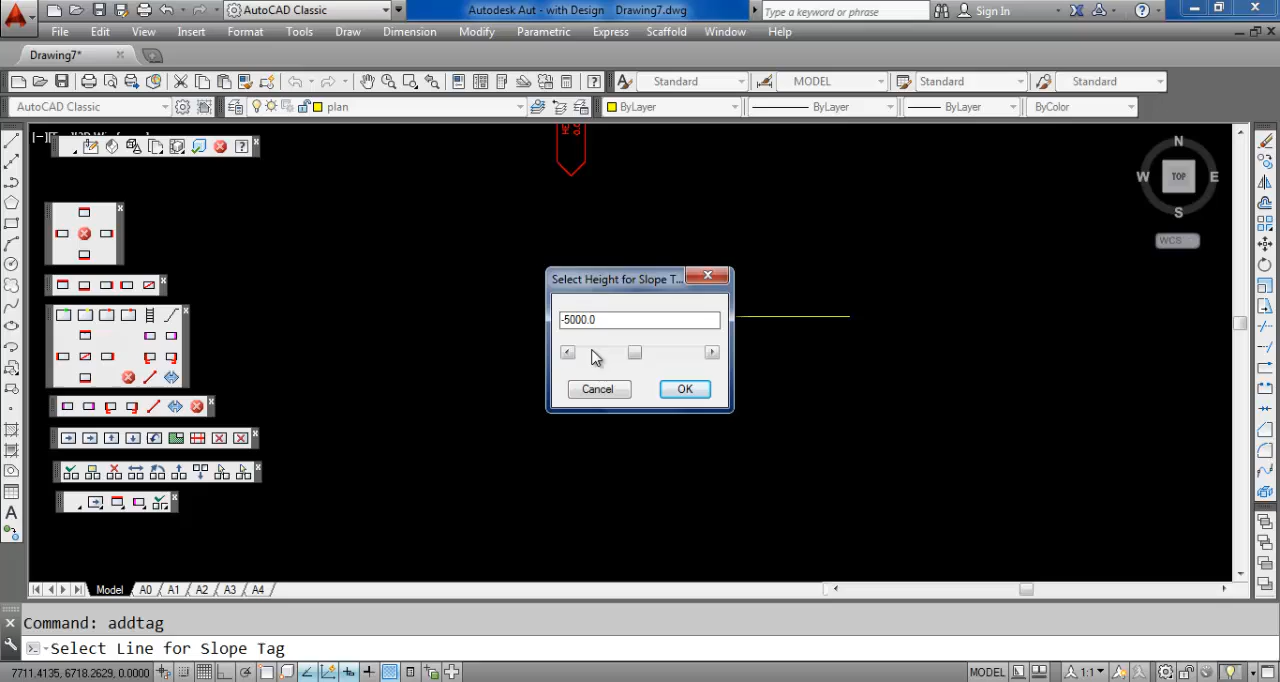 AutoCAD Classic
Autodesk Aut - with Design Drawing7.dwg
Type a keyword or phrase
Sign In
File Edit View Insert Format Tools Draw Dimension Modify Parametric Express Scaffold Window Help
Drawing7*
Standard MODEL Standard Standard
AutoCAD Classic plan ByLayer ByLayer ByLayer ByColor
N
W TOP E
S
WCS
Select Height for Slope T...
-5000.0
Cancel OK
Model A0 A1 A2 A3 A4
Command: addtag
Select Line for Slope Tag
7711.4135, 6718.2629, 0.0000 MODEL 1:1